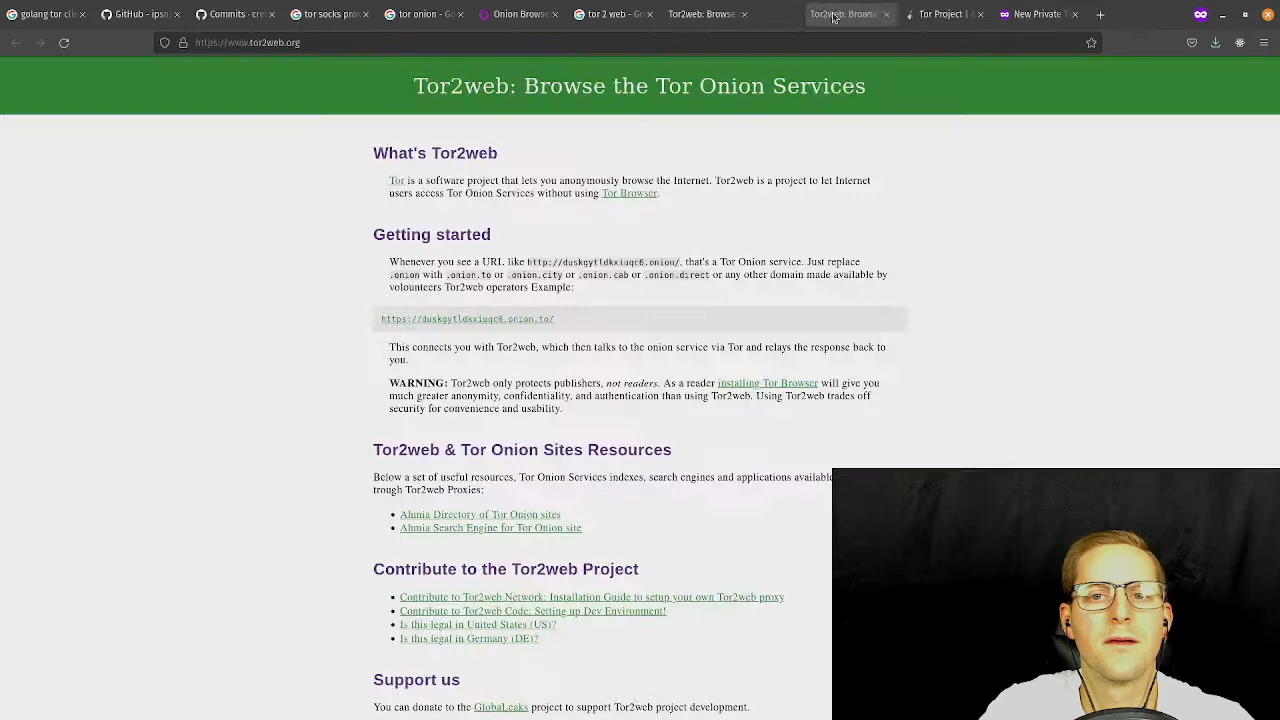 golang tor clie
GitHub - ipsn
Commits · cret
tor socks prox
tor onion - Go
Onion Browse
tor 2 web - Go
Tor2web: Browse
Tor2web: Browse
Tor Project | A
New Private T
https://www.tor2web.org
Tor2web: Browse the Tor Onion Services
What's Tor2web
Tor is a software project that lets you anonymously browse the Internet. Tor2web is a project to let Internet
users access Tor Onion Services without using Tor Browser.
Getting started
Whenever you see a URL like http://duskgytldkxiuqc6.onion/, that's a Tor Onion service. Just replace
.onion with .onion.to or .onion.city or .onion.cab or .onion.direct or any other domain made available by
volounteers Tor2web operators Example:
https://duskgytldkxiuqc6.onion.to/
This connects you with Tor2web, which then talks to the onion service via Tor and relays the response back to
you.
WARNING: Tor2web only protects publishers, not readers. As a reader installing Tor Browser will give you
much greater anonymity, confidentiality, and authentication than using Tor2web. Using Tor2web trades off
security for convenience and usability.
Tor2web & Tor Onion Sites Resources
Below a set of useful resources, Tor Onion Services indexes, search engines and applications available
trough Tor2web Proxies:
Ahmia Directory of Tor Onion sites
Ahmia Search Engine for Tor Onion site
Contribute to the Tor2web Project
Contribute to Tor2web Network: Installation Guide to setup your own Tor2web proxy
Contribute to Tor2web Code: Setting up Dev Environment!
Is this legal in United States (US)?
Is this legal in Germany (DE)?
Support us
You can donate to the GlobaLeaks project to support Tor2web project development.